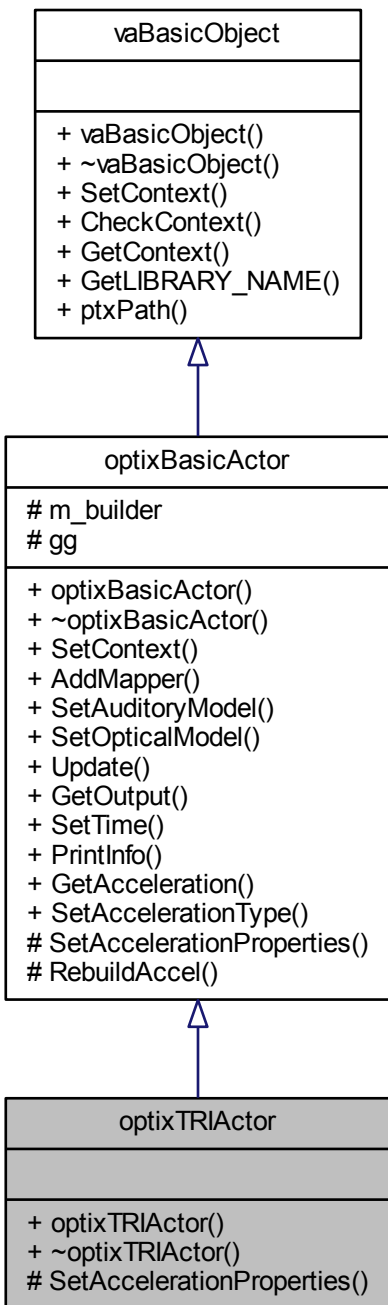 vaBasicObject
+ vaBasicObject()
+ ~vaBasicObject()
+ SetContext()
+ CheckContext()
+ GetContext()
+ GetLIBRARY_NAME()
+ ptxPath()
optixBasicActor
# m_builder
# gg
+ optixBasicActor()
+ ~optixBasicActor()
+ SetContext()
+ AddMapper()
+ SetAuditoryModel()
+ SetOpticalModel()
+ Update()
+ GetOutput()
+ SetTime()
+ PrintInfo()
+ GetAcceleration()
+ SetAccelerationType()
# SetAccelerationProperties()
# RebuildAccel()
optixTRIActor
+ optixTRIActor()
+ ~optixTRIActor()
# SetAccelerationProperties()